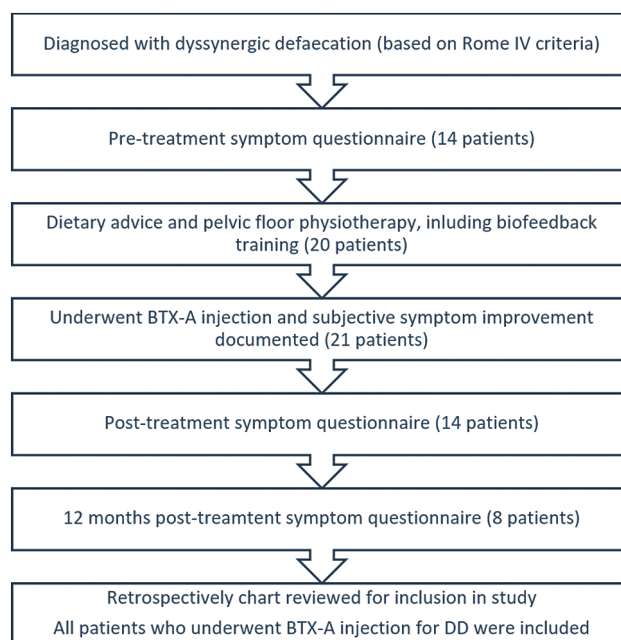 Diagnosed with dyssynergic defaecation (based on Rome IV criteria)
Pre-treatment symptom questionnaire (14 patients)
Dietary advice and pelvic floor physiotherapy, inluding biofeedback
training (20 patients)
Underwent BTX-A injection and subjective symptom improvement
documented (21 patients)
Post-treatment symptom questionnaire (14 patients)
12 months post-treamtent symptom questionnaire (8 patients)
Retrospectively chart reviewed for inclusion in study
All patients who underwent BTX-A injection for DD were included